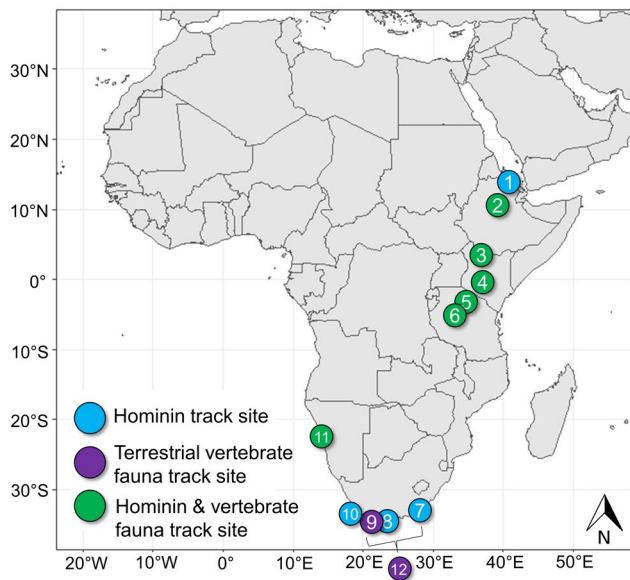 30°N
20°N
1
10°N
2
3
0°
4
5
6
10°S
Hominin track site
20°S
Terrestrial vertebrate
fauna track site
11
30°S
Hominin & vertebrate
fauna track site
10
9
8
7
N
20°W
10°W
0°
10°E
20°E
30°E
40°E
50°E
12